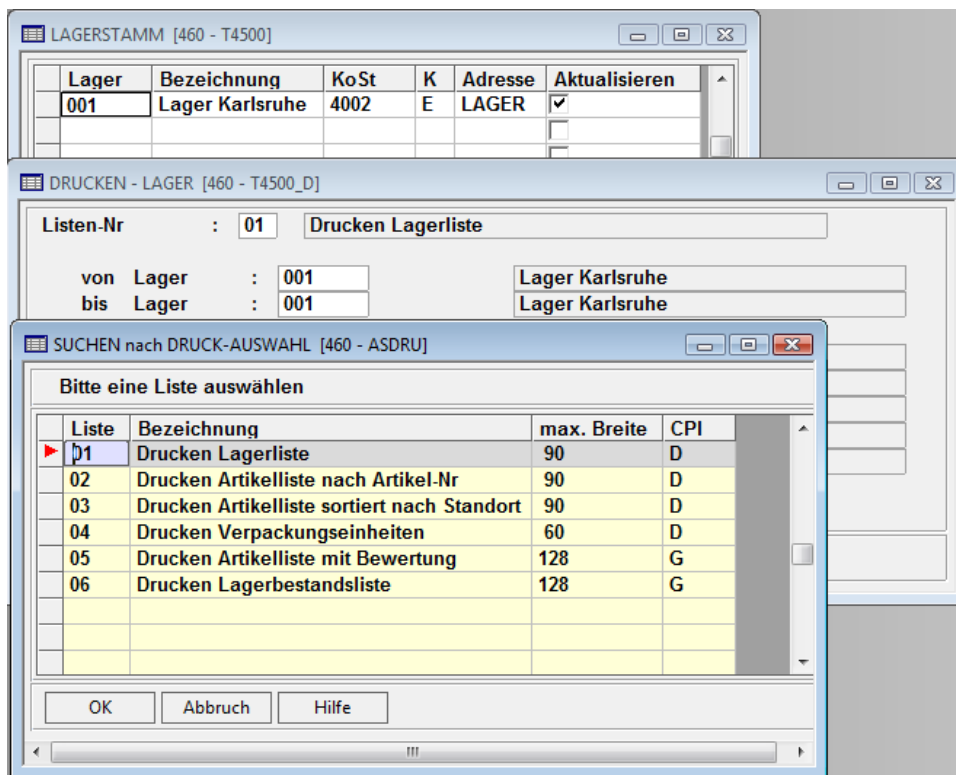 LAGERSTAMM [460 - T4500]
Lager Bezeichnung KoSt K Adresse Aktualisieren
001 Lager Karlsruhe 4002 E LAGER
DRUCKEN - LAGER [460 - T4500_D]
Listen-Nr : 01 Drucken Lagerliste
von Lager : 001 Lager Karlsruhe
bis Lager : 001 Lager Karlsruhe
SUCHEN nach DRUCK-AUSWAHL [460 - ASDRU]
Bitte eine Liste auswählen
Liste Bezeichnung max. Breite CPI
01 Drucken Lagerliste 90 D
02 Drucken Artikelliste nach Artikel-Nr 90 D
03 Drucken Artikelliste sortiert nach Standort 90 D
04 Drucken Verpackungseinheiten 60 D
05 Drucken Artikelliste mit Bewertung 128 G
06 Drucken Lagerbestandsliste 128 G
OK Abbruch Hilfe